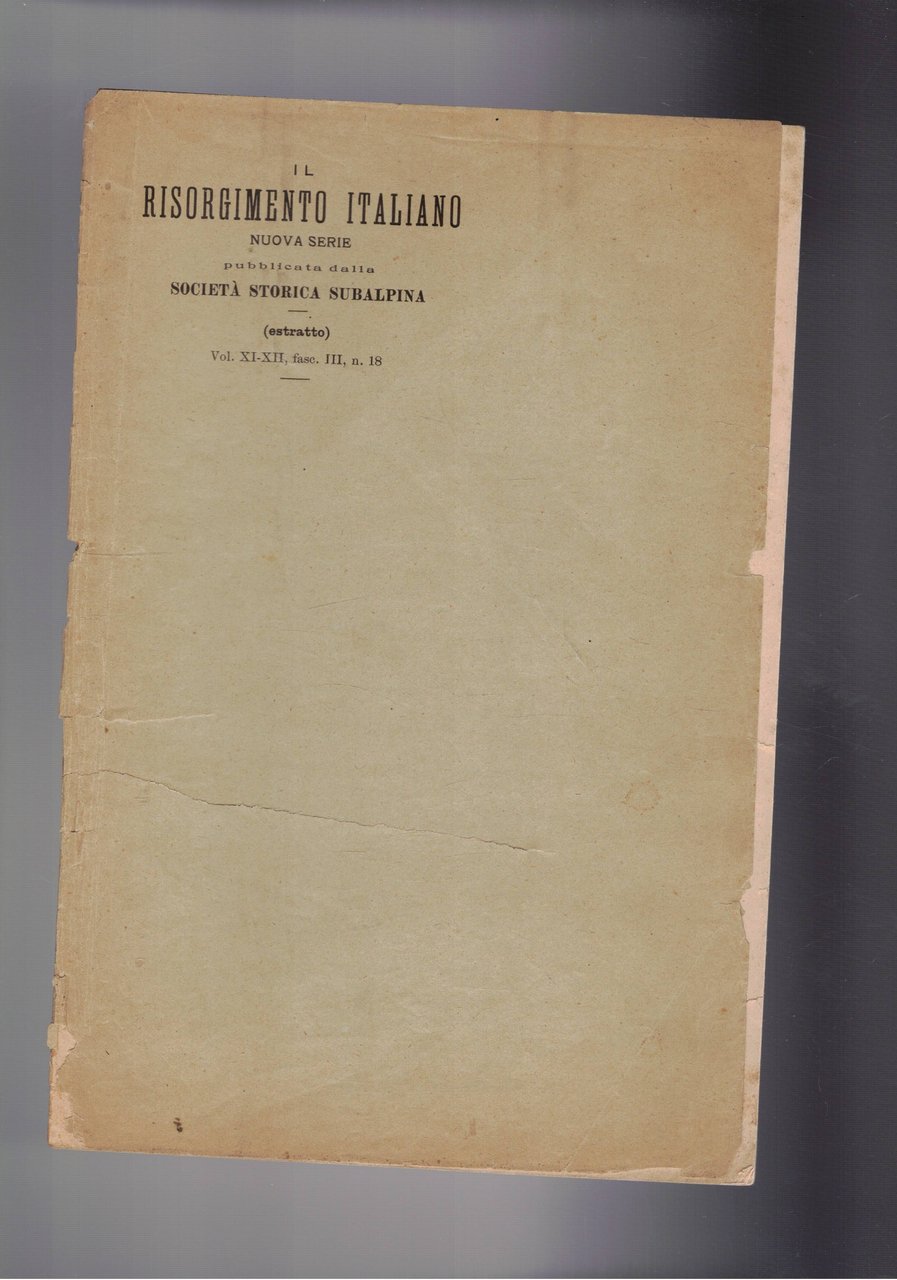 IL
RISORGIMENTO ITALIANO
NUOVA SERIE
pubblicata dalla
SOCIETÀ STORICA SUBALPINA
(estratto)
Vol. XI-XII, fasc. III, n. 18